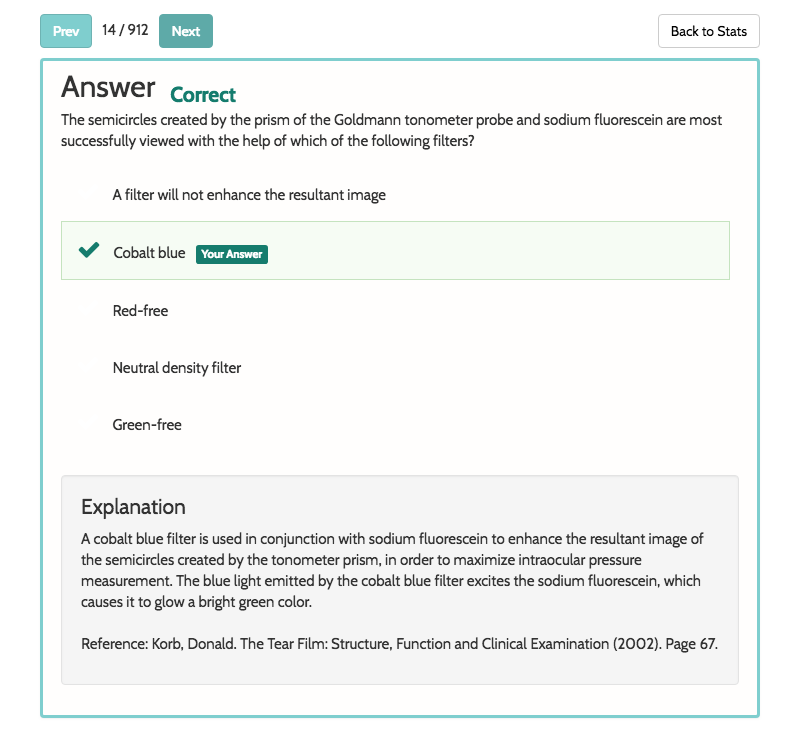 Prev 14 / 912 Next Back to Stats
Answer Correct
The semicircles created by the prism of the Goldmann tonometer probe and sodium fluorescein are most
successfully viewed with the help of which of the following filters?
A filter will not enhance the resultant image
Cobalt blue Your Answer
Red-free
Neutral density filter
Green-free
Explanation
A cobalt blue filter is used in conjunction with sodium fluorescein to enhance the resultant image of
the semicircles created by the tonometer prism, in order to maximize intraocular pressure
measurement. The blue light emitted by the cobalt blue filter excites the sodium fluorescein, which
causes it to glow a bright green color.
Reference: Korb, Donald. The Tear Film: Structure, Function and Clinical Examination (2002). Page 67.